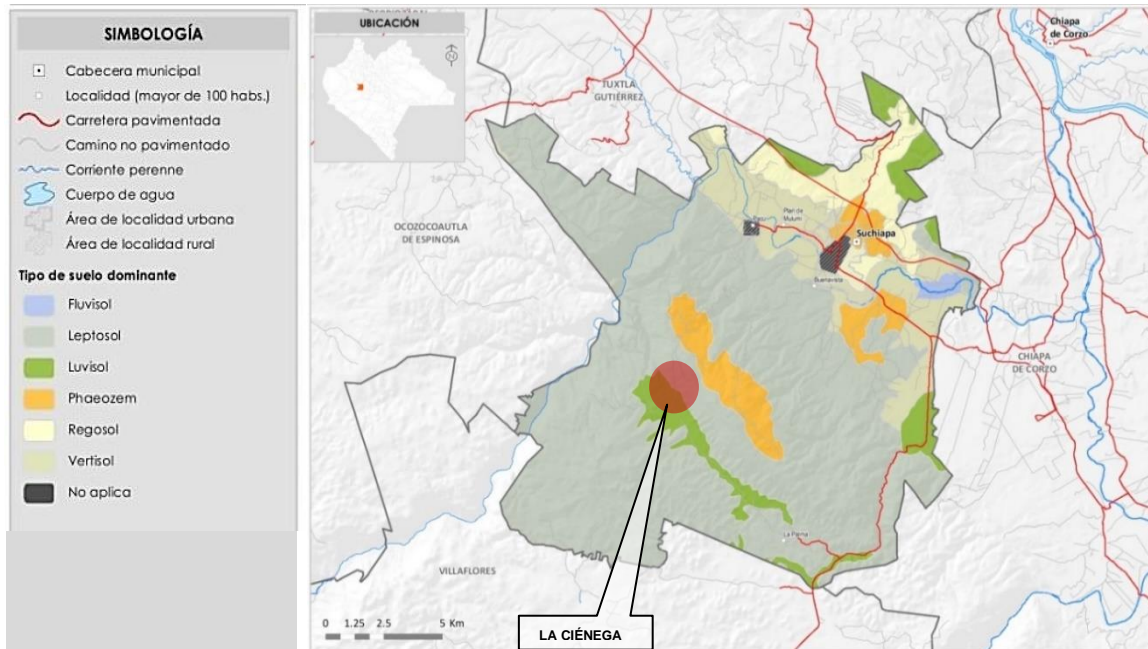 SIMBOLOGÍA
Cabecera municipal
Localidad (mayor de 100 habs.)
Carretera pavimentada
Camino no pavimentado
Corriente perenne
Cuerpo de agua
Área de localidad urbana
Área de localidad rural
Tipo de suelo dominante
Fluvisol
Leptosol
Luvisol
Phaeozem
Regosol
Vertisol
No aplica
UBICACIÓN
N
Chiapa
de Corzo
TUXTLA
GUTIÉRREZ
OCOZOCOAUTLA
DE ESPINOSA
Plan de
Suchiapa
Buenavista
CHIAPA
DE CORZO
VILLAFLORES
0 1.25 2.5 5 Km
LA CIÉNEGA